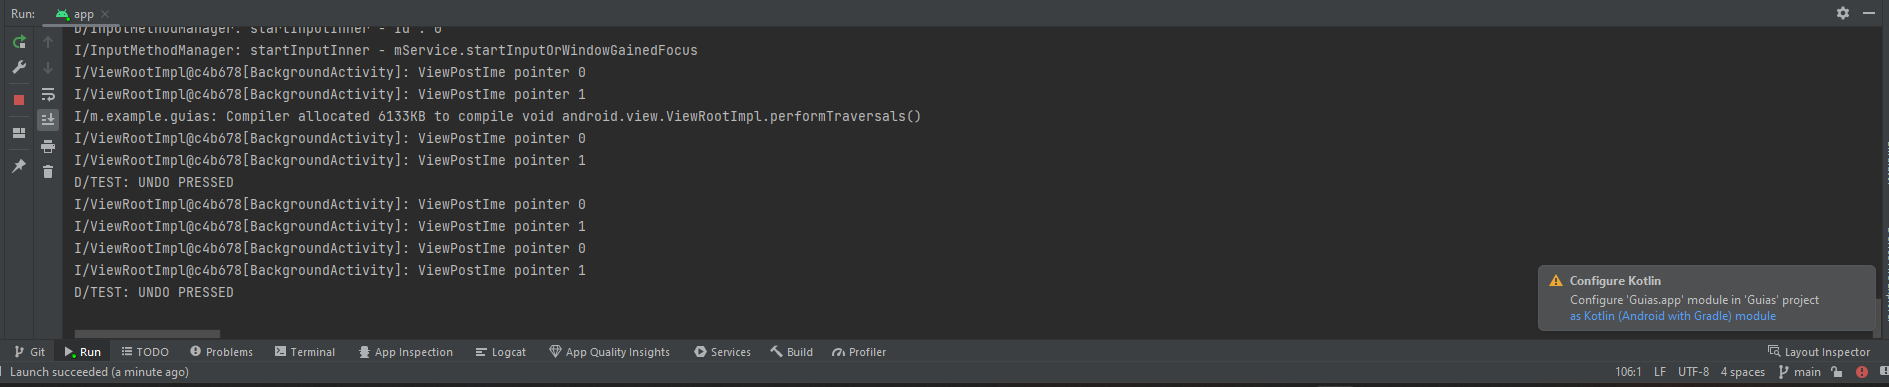 Run: app
D/InputMethodManager: startInputInner - Id : 0
I/InputMethodManager: startInputInner - mService.startInputOrWindowGainedFocus
I/ViewRootImpl@c4b678[BackgroundActivity]: ViewPostIme pointer 0
I/ViewRootImpl@c4b678[BackgroundActivity]: ViewPostIme pointer 1
I/m.example.guias: Compiler allocated 6133KB to compile void android.view.ViewRootImpl.performTraversals()
I/ViewRootImpl@c4b678[BackgroundActivity]: ViewPostIme pointer 0
I/ViewRootImpl@c4b678[BackgroundActivity]: ViewPostIme pointer 1
D/TEST: UNDO PRESSED
I/ViewRootImpl@c4b678[BackgroundActivity]: ViewPostIme pointer 0
I/ViewRootImpl@c4b678[BackgroundActivity]: ViewPostIme pointer 1
I/ViewRootImpl@c4b678[BackgroundActivity]: ViewPostIme pointer 0
I/ViewRootImpl@c4b678[BackgroundActivity]: ViewPostIme pointer 1
D/TEST: UNDO PRESSED
Configure Kotlin
Configure 'Guias.app' module in 'Guias' project
as Kotlin (Android with Gradle) module
Git Run TODO Problems Terminal App Inspection Logcat App Quality Insights Services Build Profiler Layout Inspector
Launch succeeded (a minute ago) 106:1 LF UTF-8 4 spaces main